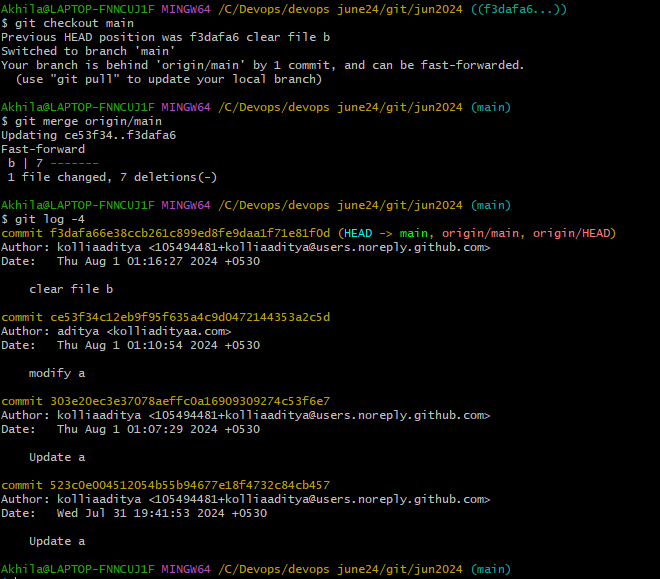 Akhila@LAPTOP-FNNCUJ1F MINGW64 /C/Devops/devops june24/git/jun2024 ((f3dafa6...))
$ git checkout main
Previous HEAD position was f3dafa6 clear file b
Switched to branch 'main'
Your branch is behind 'origin/main' by 1 commit, and can be fast-forwarded.
  (use "git pull" to update your local branch)

Akhila@LAPTOP-FNNCUJ1F MINGW64 /C/Devops/devops june24/git/jun2024 (main)
$ git merge origin/main
Updating ce53f34..f3dafa6
Fast-forward
 b | 7 -------
 1 file changed, 7 deletions(-)

Akhila@LAPTOP-FNNCUJ1F MINGW64 /C/Devops/devops june24/git/jun2024 (main)
$ git log -4
commit f3dafa66e38ccb261c899ed8fe9daa1f71e81f0d (HEAD -> main, origin/main, origin/HEAD)
Author: kolliaaditya <105494481+kolliaaditya@users.noreply.github.com>
Date:   Thu Aug 1 01:16:27 2024 +0530

    clear file b

commit ce53f34c12eb9f95f635a4c9d0472144353a2c5d
Author: aditya <kolliadityaa.com>
Date:   Thu Aug 1 01:10:54 2024 +0530

    modify a

commit 303e20ec3e37078aeffc0a16909309274c53f6e7
Author: kolliaaditya <105494481+kolliaaditya@users.noreply.github.com>
Date:   Thu Aug 1 01:07:29 2024 +0530

    Update a

commit 523c0e004512054b55b94677e18f4732c84cb457
Author: kolliaaditya <105494481+kolliaaditya@users.noreply.github.com>
Date:   Wed Jul 31 19:41:53 2024 +0530

    Update a

Akhila@LAPTOP-FNNCUJ1F MINGW64 /C/Devops/devops june24/git/jun2024 (main)